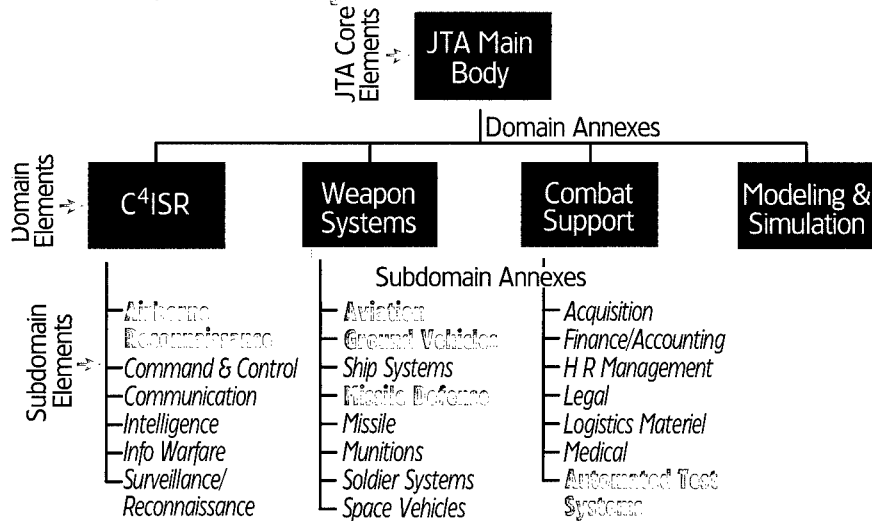 JTA Core
Elements
JTA Main
Body
Domain Annexes
Domain
Elements
C⁴ISR
Weapon
Systems
Combat
Support
Modeling &
Simulation
Subdomain Annexes
Subdomain
Elements
Airborne
Reconnaissance
Command & Control
Communication
Intelligence
Info Warfare
Surveillance/
Reconnaissance
Aviation
Ground Vehicles
Ship Systems
Missile Defense
Missile
Munitions
Soldier Systems
Space Vehicles
Acquisition
Finance/Accounting
H R Management
Legal
Logistics Materiel
Medical
Automated Test
Systems